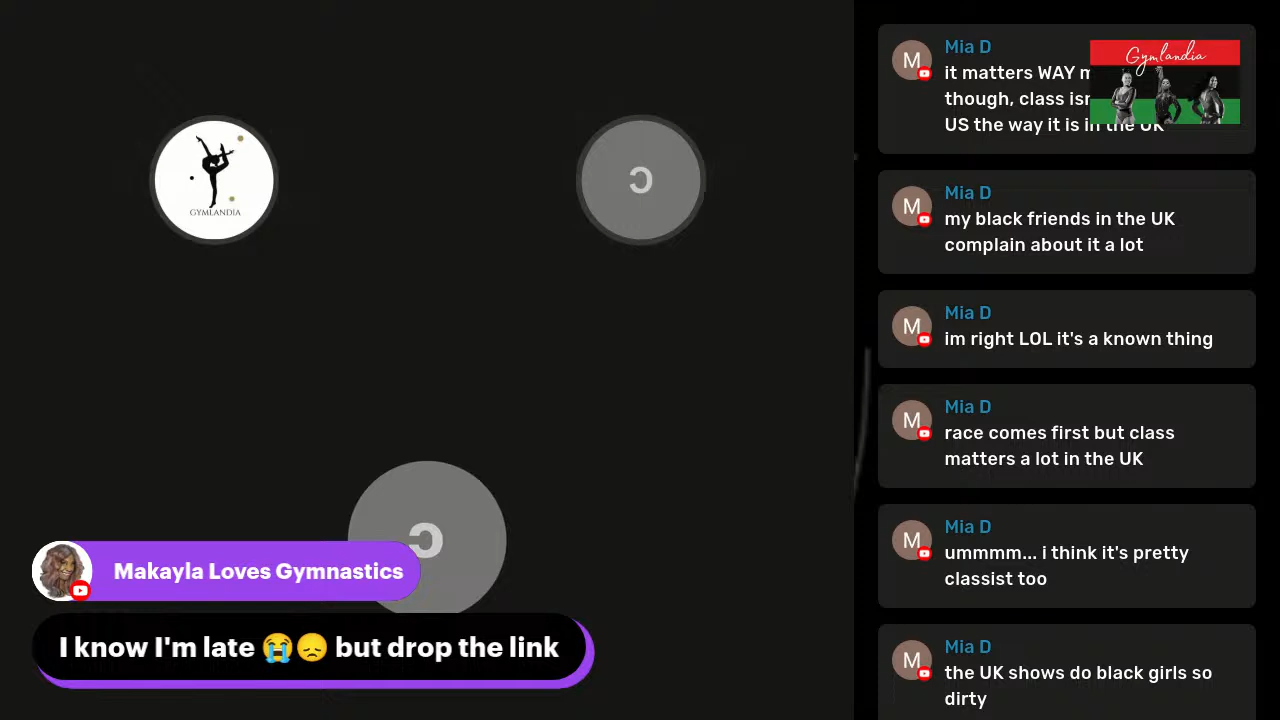 GYMLANDIA
Ɔ
Ɔ
Makayla Loves Gymnastics
I know I'm late 😭😞 but drop the link
Gymlandia
M
Mia D
it matters WAY
though, class
US the way it is in the UK
M
Mia D
my black friends in the UK
complain about it a lot
M
Mia D
im right LOL it's a known thing
M
Mia D
race comes first but class
matters a lot in the UK
M
Mia D
ummmm... i think it's pretty
classist too
M
Mia D
the UK shows do black girls so
dirty